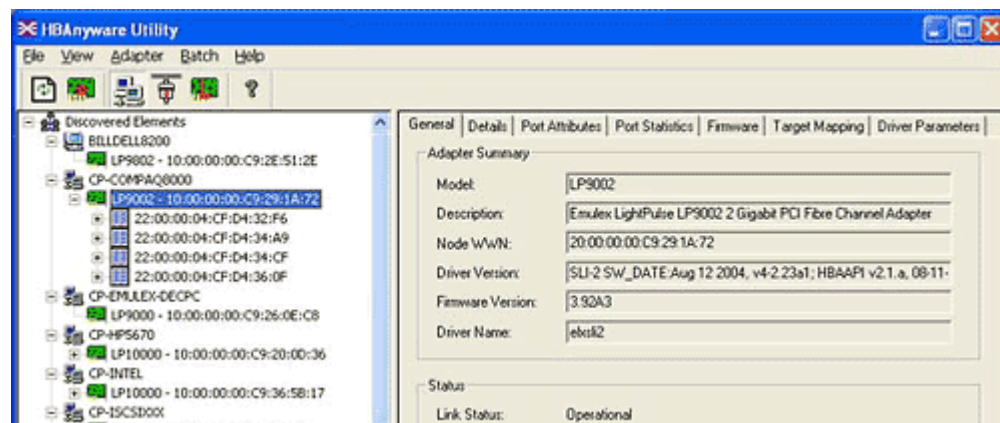 HBAnyware Utility
File View Adapter Batch Help
Discovered Elements
BILLDELL8200
LP9802 - 10:00:00:00:C9:2E:51:2E
CP-COMPAQ8000
LP9002 - 10:00:00:00:C9:29:1A:72
22:00:00:04:CF:D4:32:F6
22:00:00:04:CF:D4:34:A9
22:00:00:04:CF:D4:34:CF
22:00:00:04:CF:D4:36:0F
CP-EMULEX-DECPC
LP9000 - 10:00:00:00:C9:26:0E:C8
CP-HP5670
LP10000 - 10:00:00:00:C9:20:0D:36
CP-INTEL
LP10000 - 10:00:00:00:C9:36:5B:17
CP-ISCSIXXX
General Details Port Attributes Port Statistics Firmware Target Mapping Driver Parameters
Adapter Summary
Model: LP9002
Description: Emulex LightPulse LP9002 2 Gigabit PCI Fibre Channel Adapter
Node WWN: 20:00:00:00:C9:29:1A:72
Driver Version: SLI-2 SW_DATE:Aug 12 2004, v4-2.23a1; HBAAPI v2.1.a, 08-11-
Firmware Version: 3.92A3
Driver Name: elxsli2
Status
Link Status: Operational